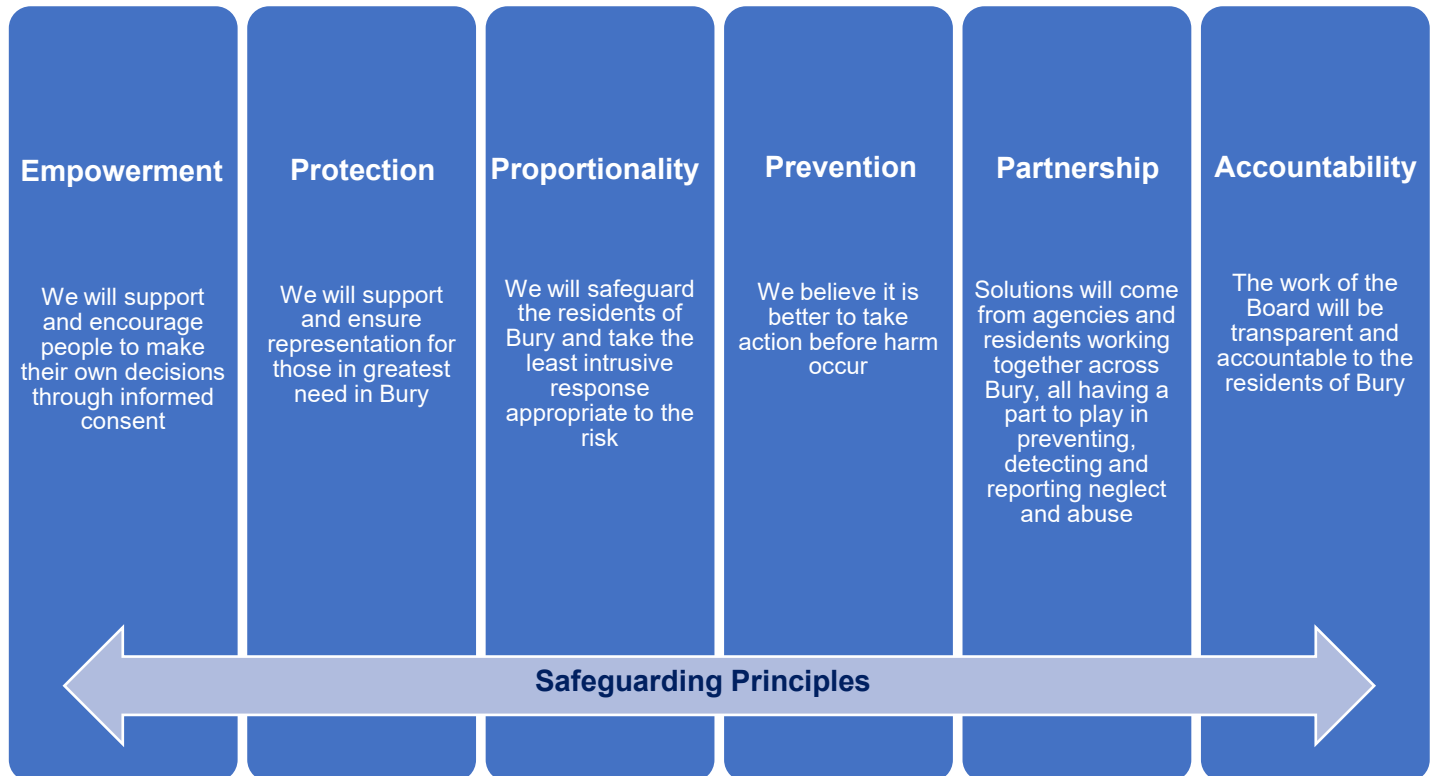 Empowerment
We will support
and encourage
people to make
their own decisions
through informed
consent
Protection
We will support
and ensure
representation for
those in greatest
need in Bury
Proportionality
We will safeguard
the residents of
Bury and take the
least intrusive
response
appropriate to the
risk
Prevention
We believe it is
better to take
action before harm
occur
Partnership
Solutions will come
from agencies and
residents working
together across
Bury, all having a
part to play in
preventing,
detecting and
reporting neglect
and abuse
Accountability
The work of the
Board will be
transparent and
accountable to the
residents of Bury
Safeguarding Principles